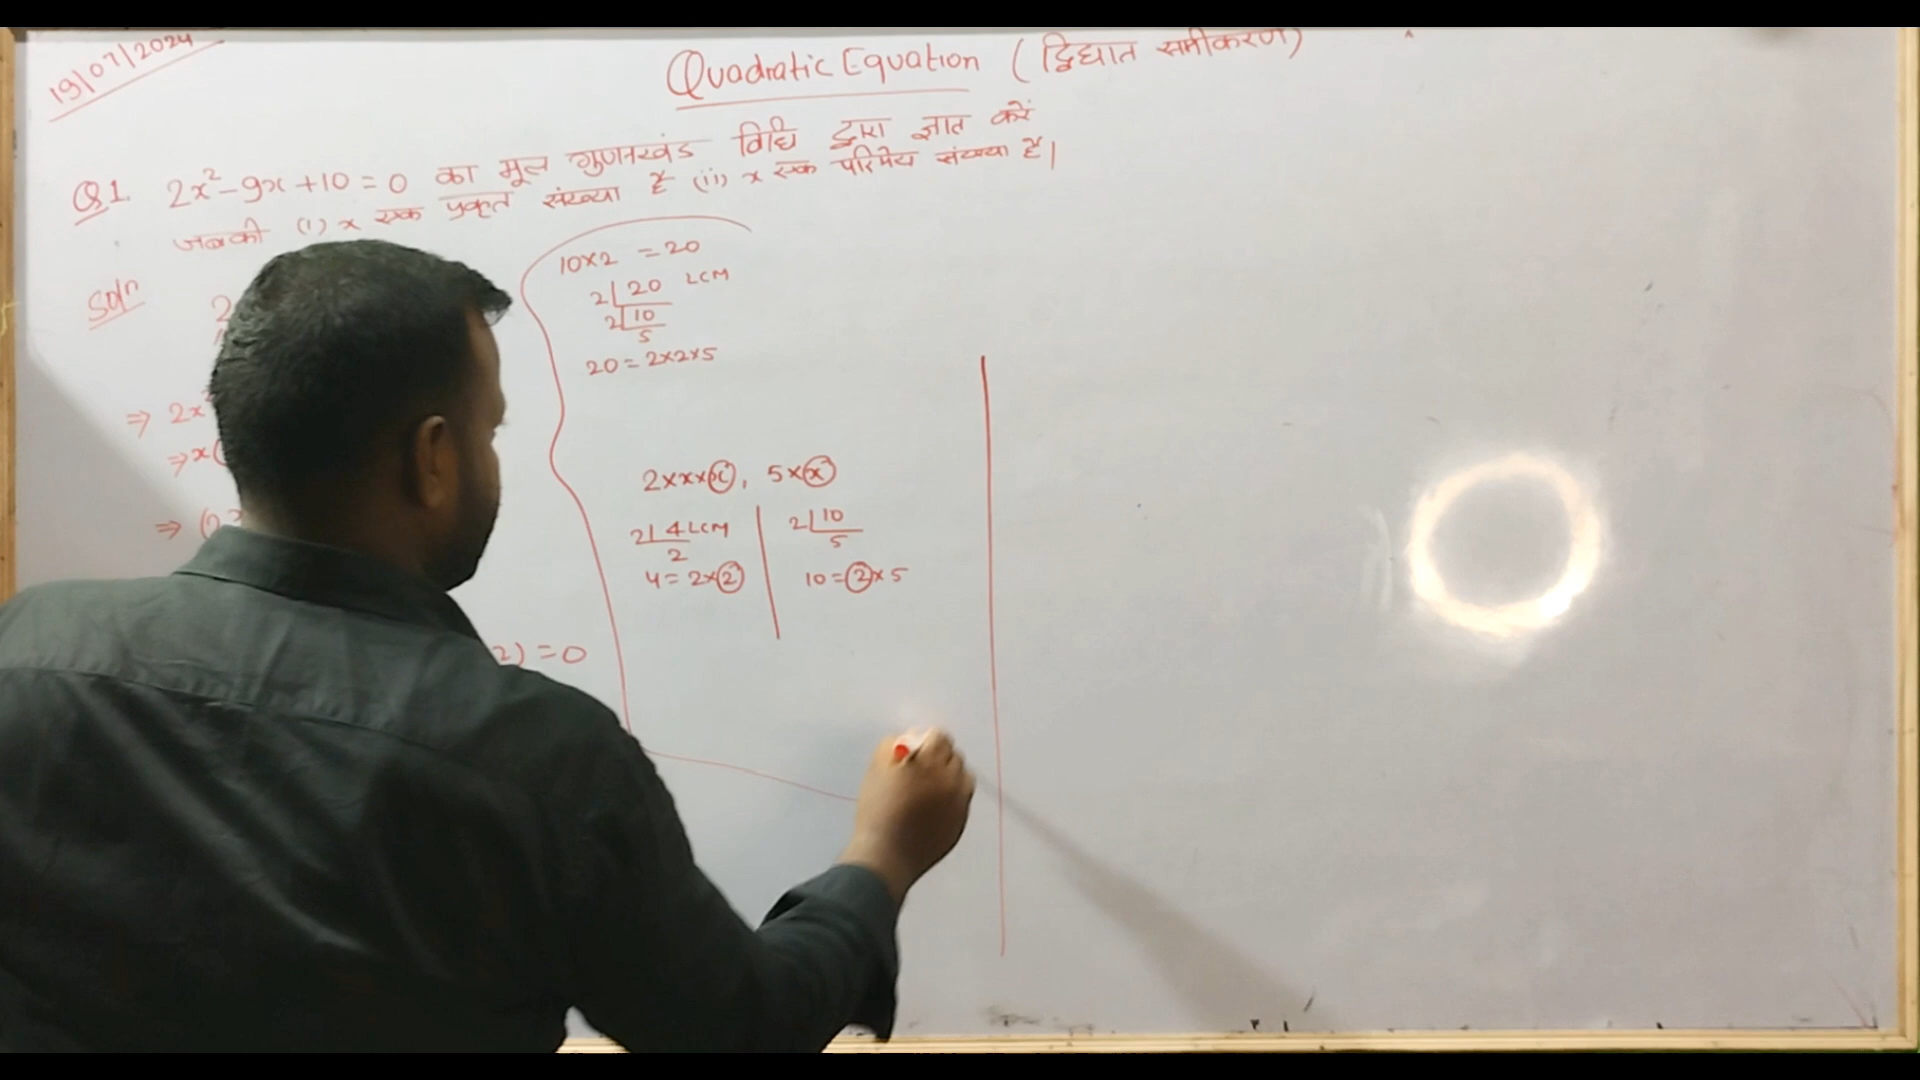 19/07/2024
Quadratic Equation (द्विघात समीकरण)
Q1. 2x²-9x+10=0 का मूल गुणनखंड विधि द्वारा ज्ञात करें
जबकी (i) x एक प्रकृत संख्या है (ii) x एक परिमेय संख्या है।
Soln
10×2 =20
2 20 LCM
2 10
5
20=2×2×5
⇒ 2x²
⇒x(
2×x×x, 5×x
⇒ (
2 4 LCM
2
4=2×2
2 10
5
10=2×5
2)=0